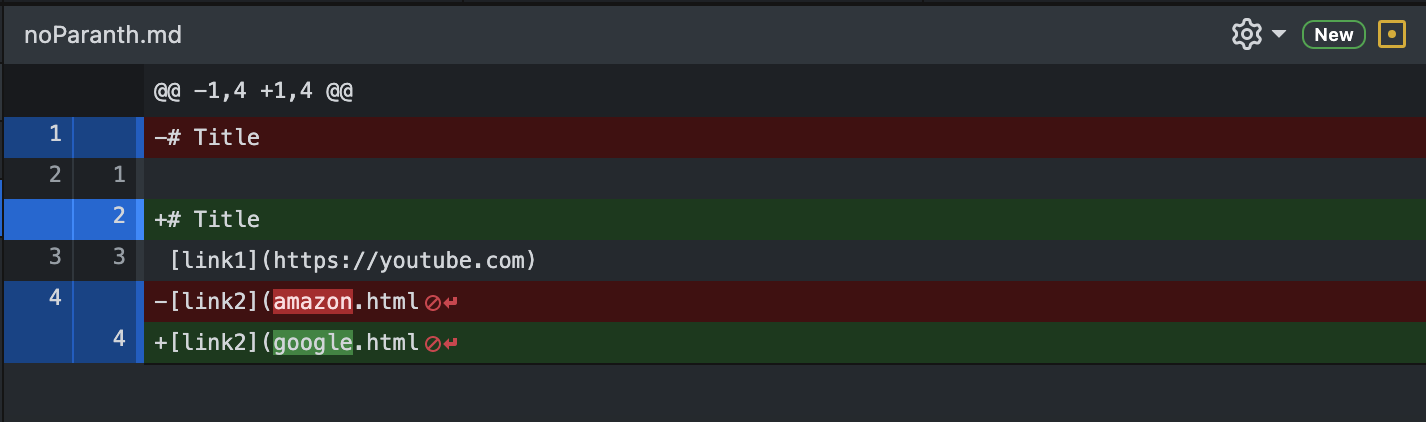 noParanth.md New
@@ -1,4 +1,4 @@
1 -# Title
2 1
2 +# Title
3 3 [link1](https://youtube.com)
4 -[link2](amazon.html
4 +[link2](google.html